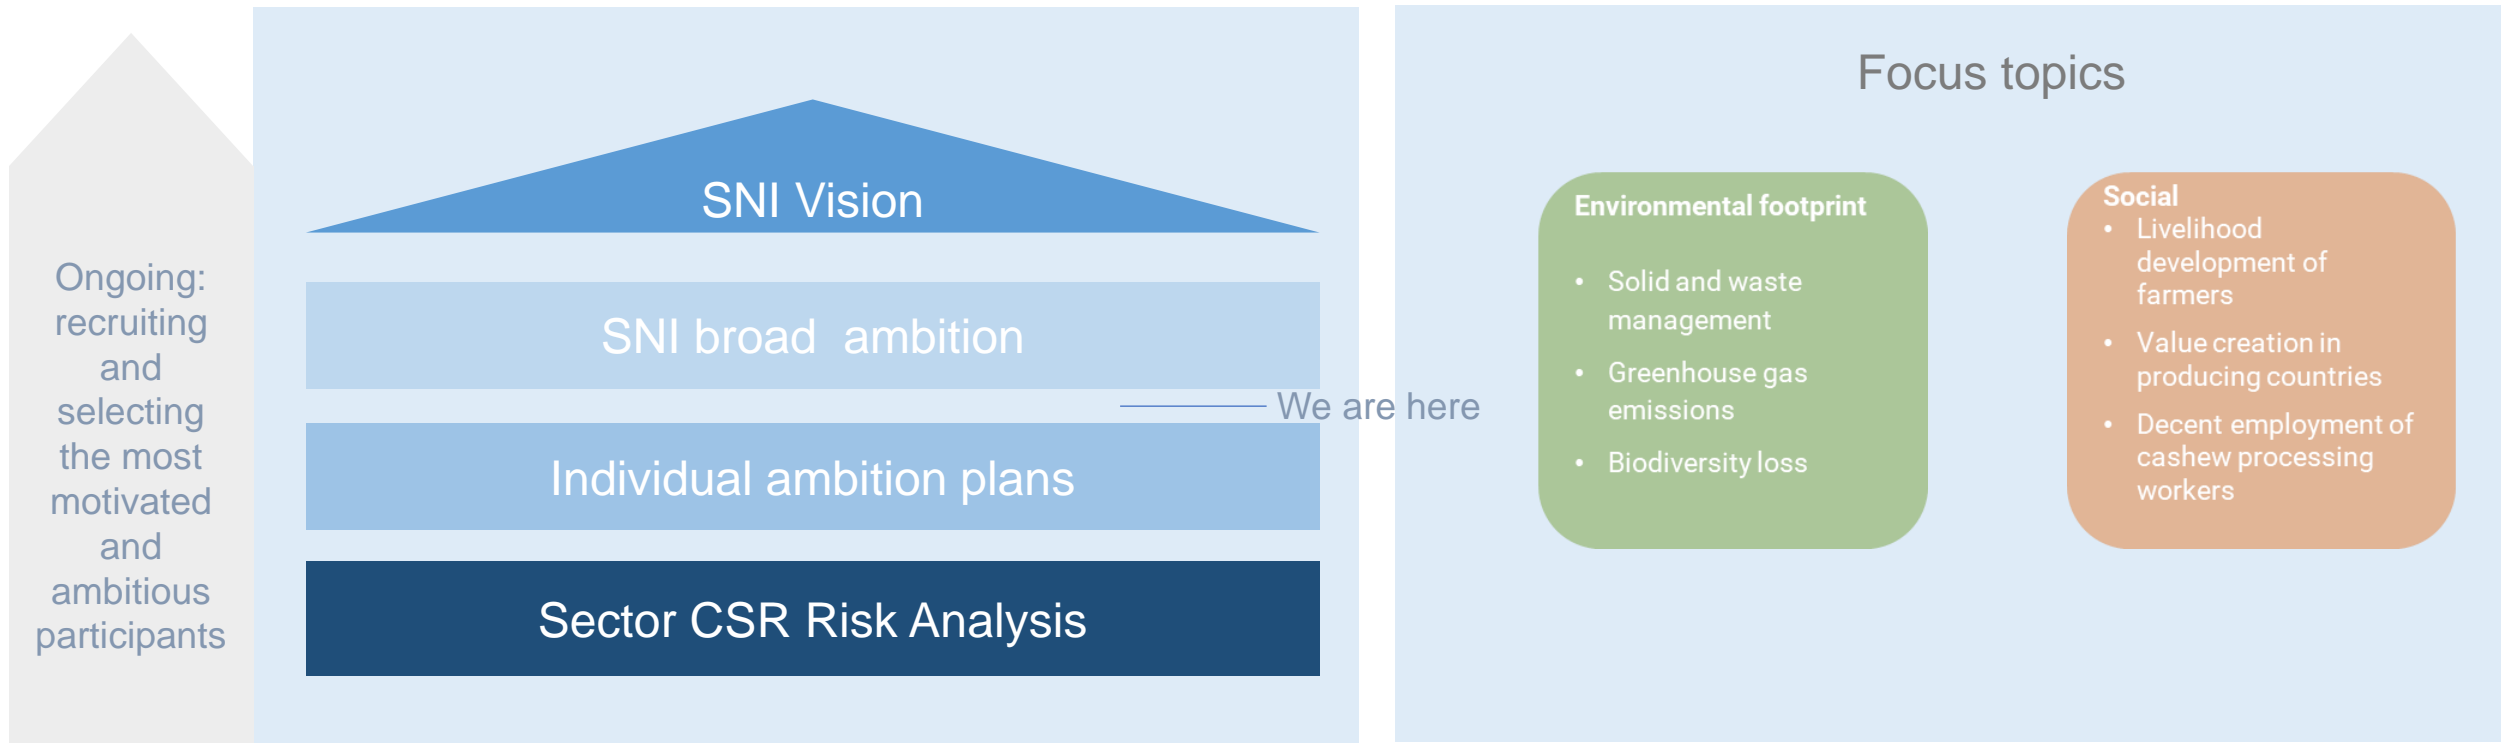 Ongoing:
recruiting
and
selecting
the most
motivated
and
ambitious
participants
SNI Vision
SNI broad  ambition
We are here
Individual ambition plans
Sector CSR Risk Analysis
Focus topics
Environmental footprint
• Solid and waste
management
• Greenhouse gas
emissions
• Biodiversity loss
Social
• Livelihood
development of
farmers
• Value creation in
producing countries
• Decent employment of
cashew processing
workers